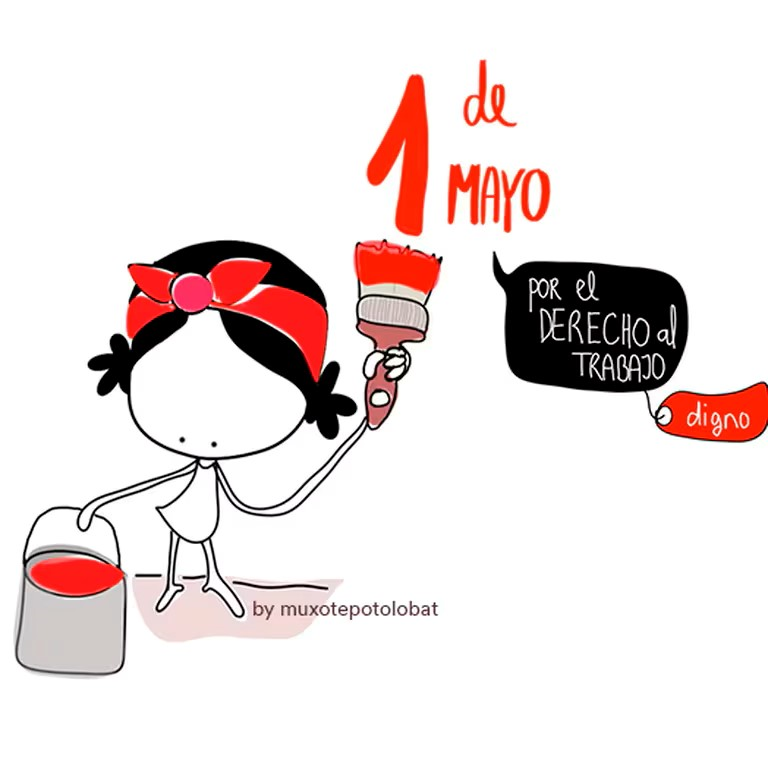 1 de
MAYO
por el
DERECHO al
TRABAJO
digno
by muxotepotolobat